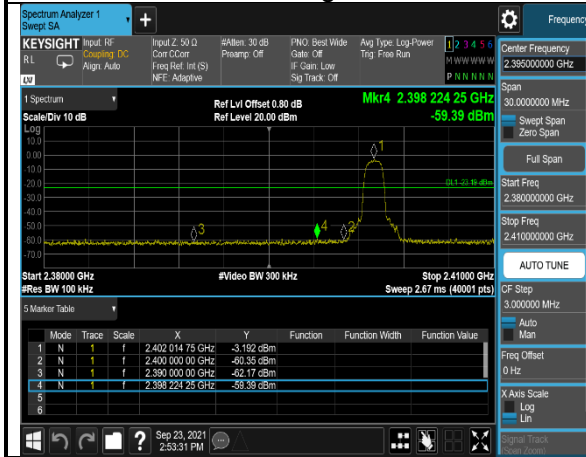 Spectrum Analyzer 1
Swept SA
+
Frequency
KEYSIGHT
RL
Input: RF
Coupling: DC
Align: Auto
Input Z: 50 Ω
Corr CCorr
Freq Ref: Int (S)
NFE: Adaptive
#Atten: 30 dB
Preamp: Off
PNO: Best Wide
Gate: Off
IF Gain: Low
Sig Track: Off
Avg Type: Log-Power
Trig: Free Run
1 2 3 4 5 6
M W W W W W
P N N N N N
1 Spectrum
Scale/Div 10 dB
Ref Lvl Offset 0.80 dB
Ref Level 20.00 dBm
Mkr4 2.398 224 25 GHz
-59.39 dBm
Log
10.0
0.00
-10.0
-20.0
-30.0
-40.0
-50.0
-60.0
-70.0
1
2
3
4
DL1 -23.19 dBm
Start 2.38000 GHz
#Res BW 100 kHz
#Video BW 300 kHz
Stop 2.41000 GHz
Sweep 2.67 ms (40001 pts)
5 Marker Table
Mode Trace Scale X Y Function Function Width Function Value
1 N 1 f 2.402 014 75 GHz -3.192 dBm
2 N 1 f 2.400 000 00 GHz -60.35 dBm
3 N 1 f 2.390 000 00 GHz -62.17 dBm
4 N 1 f 2.398 224 25 GHz -59.39 dBm
5
6
Sep 23, 2021
2:53:31 PM
Center Frequency
2.395000000 GHz
Span
30.0000000 MHz
Swept Span
Zero Span
Full Span
Start Freq
2.380000000 GHz
Stop Freq
2.410000000 GHz
AUTO TUNE
CF Step
3.000000 MHz
Auto
Man
Freq Offset
0 Hz
X Axis Scale
Log
Lin
Signal Track
(Span Zoom)